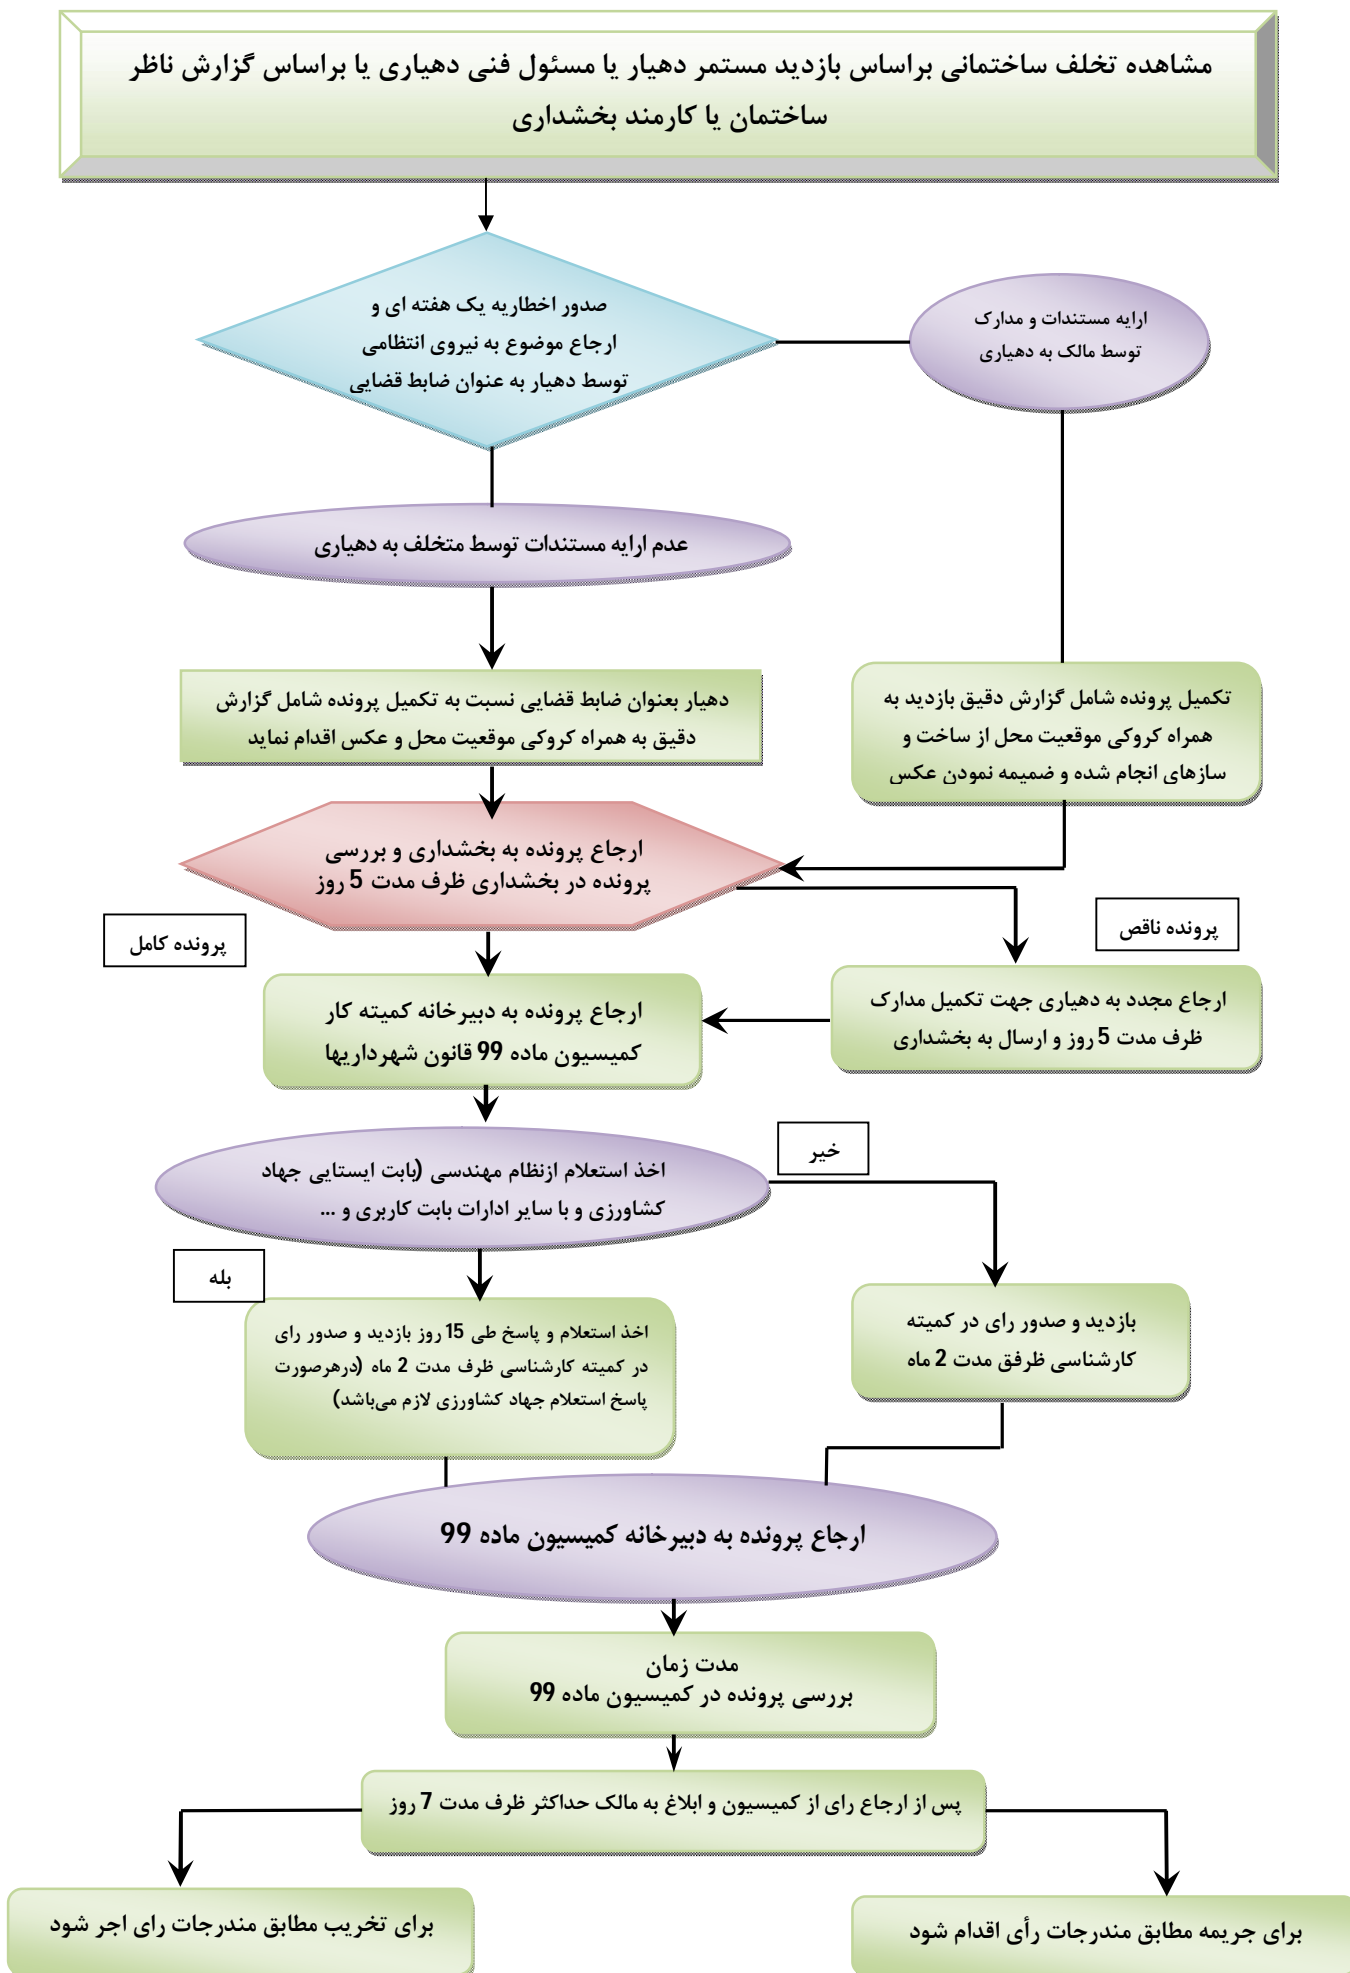 مشاهده تخلف ساختمانی براساس بازدید مستمر دهیار یا مسئول فنی دهیاری یا براساس گزارش ناظر
ساختمان یا کارمند بخشداری
صدور اخطاریه یک هفته ای و
ارجاع موضوع به نیروی انتظامی
توسط دهیار به عنوان ضابط قضایی
ارایه مستندات و مدارک
توسط مالک به دهیاری
عدم ارایه مستندات توسط متخلف به دهیاری
دهیار بعنوان ضابط قضایی نسبت به تکمیل پرونده شامل گزارش
دقیق به همراه کروکی موقعیت محل و عکس اقدام نماید
تکمیل پرونده شامل گزارش دقیق بازدید به
همراه کروکی موقعیت محل از ساخت و
سازهای انجام شده و ضمیمه نمودن عکس
ارجاع پرونده به بخشداری و بررسی
پرونده در بخشداری ظرف مدت 5 روز
پرونده ناقص
پرونده کامل
ارجاع مجدد به دهیاری جهت تکمیل مدارک
ظرف مدت 5 روز و ارسال به بخشداری
ارجاع پرونده به دبیرخانه کمیته کار
کمیسیون ماده 99 قانون شهرداریها
خیر
اخذ استعلام ازنظام مهندسی (بابت ایستایی جهاد
کشاورزی و با سایر ادارات بابت کاربری و ...
بله
بازدید و صدور رای در کمیته
کارشناسی ظرفق مدت 2 ماه
اخذ استعلام و پاسخ طی 15 روز بازدید و صدور رای
در کمیته کارشناسی ظرف مدت 2 ماه (درهرصورت
پاسخ استعلام جهاد کشاورزی لازم می‌باشد)
ارجاع پرونده به دبیرخانه کمیسیون ماده 99
مدت زمان
بررسی پرونده در کمیسیون ماده 99
پس از ارجاع رای از کمیسیون و ابلاغ به مالک حداکثر ظرف مدت 7 روز
برای جریمه مطابق مندرجات رأی اقدام شود
برای تخریب مطابق مندرجات رای اجر شود